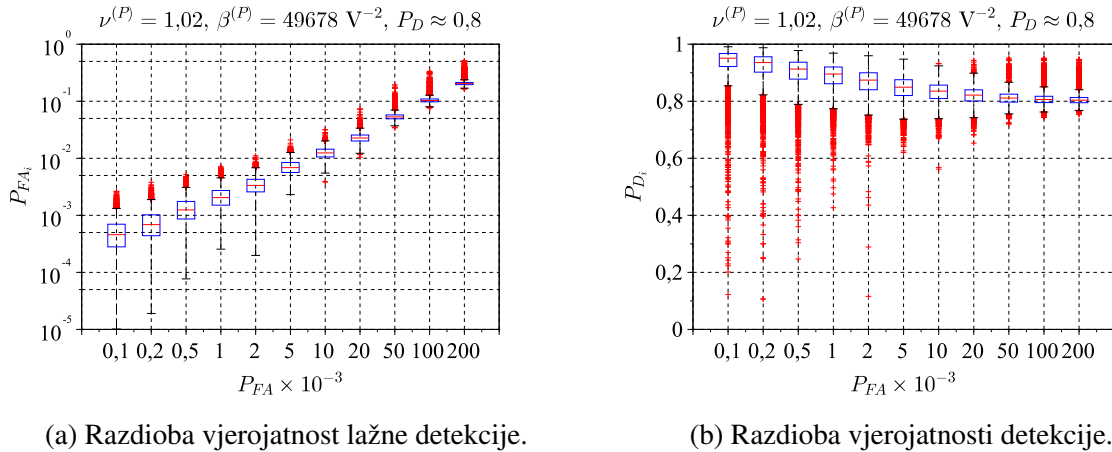 ν^(P) = 1,02, β^(P) = 49678 V^−2, P_D ≈ 0,8
10^0
10^-1
10^-2
10^-3
10^-4
10^-5
P_FA_i
0,1 0,2 0,5 1 2 5 10 20 50 100 200
P_FA × 10^−3
(a) Razdioba vjerojatnost lažne detekcije.
ν^(P) = 1,02, β^(P) = 49678 V^−2, P_D ≈ 0,8
1
0,8
0,6
0,4
0,2
0
P_D_i
0,1 0,2 0,5 1 2 5 10 20 50 100 200
P_FA × 10^−3
(b) Razdioba vjerojatnosti detekcije.